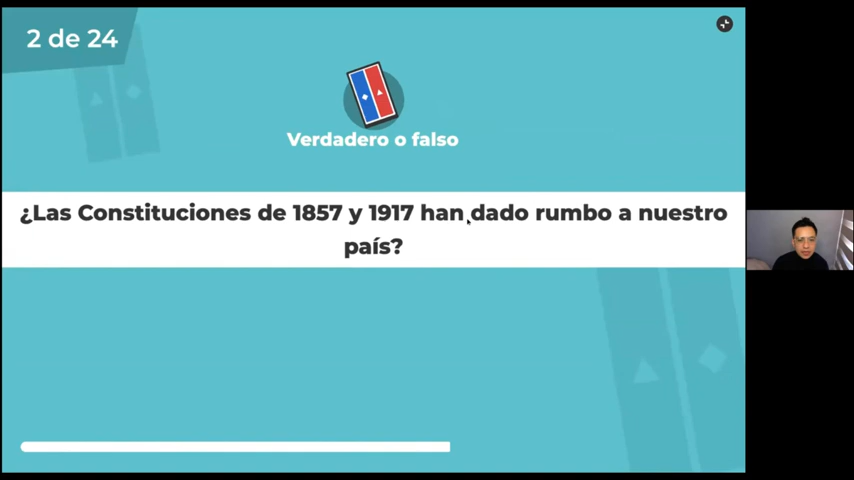 2 de 24
Verdadero o falso
¿Las Constituciones de 1857 y 1917 han dado rumbo a nuestro
país?